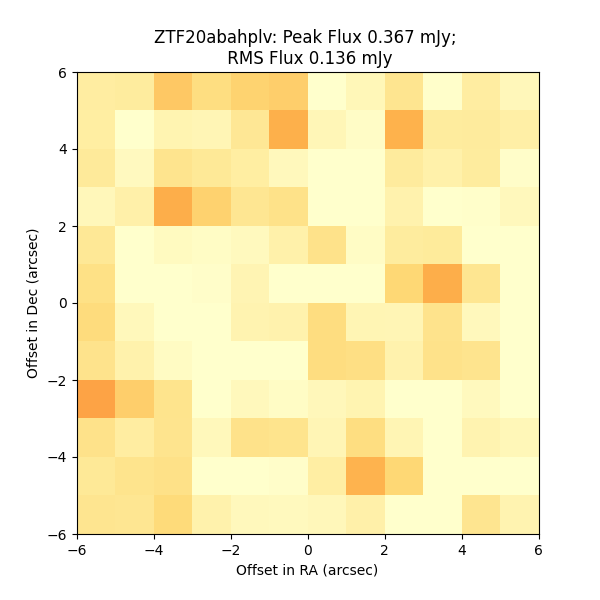 ZTF20abahplv: Peak Flux 0.367 mJy;
RMS Flux 0.136 mJy
6
4
2
0
−2
−4
−6
Offset in Dec (arcsec)
−6 −4 −2 0 2 4 6
Offset in RA (arcsec)